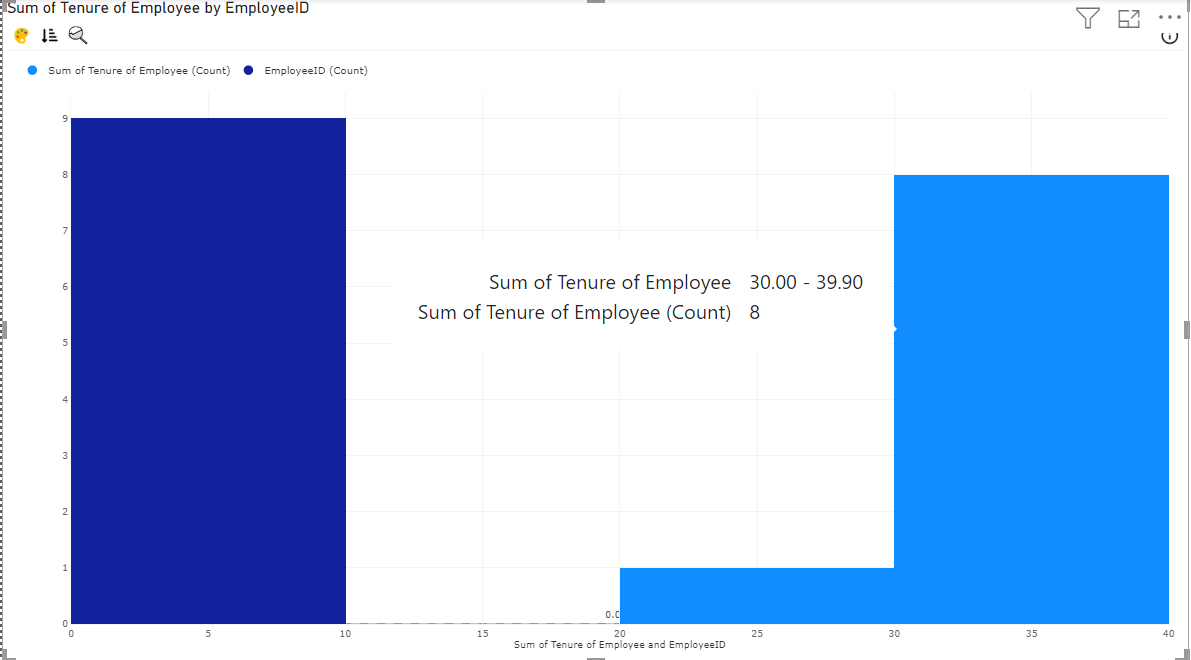 Sum of Tenure of Employee by EmployeeID
Sum of Tenure of Employee (Count) EmployeeID (Count)
9
8
7
6
5
4
3
2
1
0
Sum of Tenure of Employee 30.00 - 39.90
Sum of Tenure of Employee (Count) 8
0.0
0 5 10 15 20 25 30 35 40
Sum of Tenure of Employee and EmployeeID